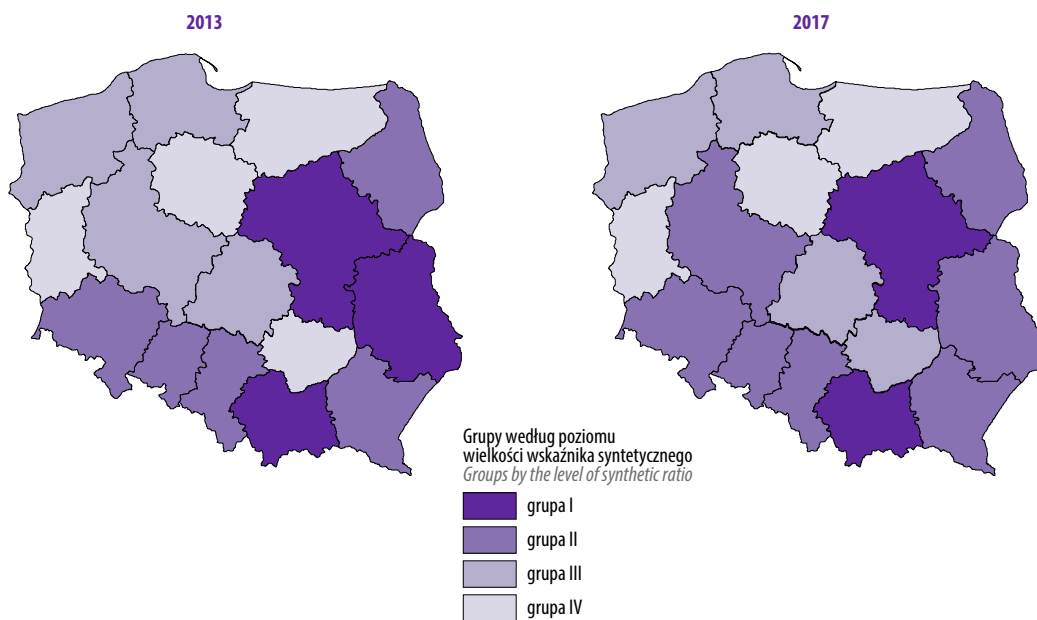 2013
2017
Grupy według poziomu
wielkości wskaźnika syntetycznego
Groups by the level of synthetic ratio
grupa I
grupa II
grupa III
grupa IV